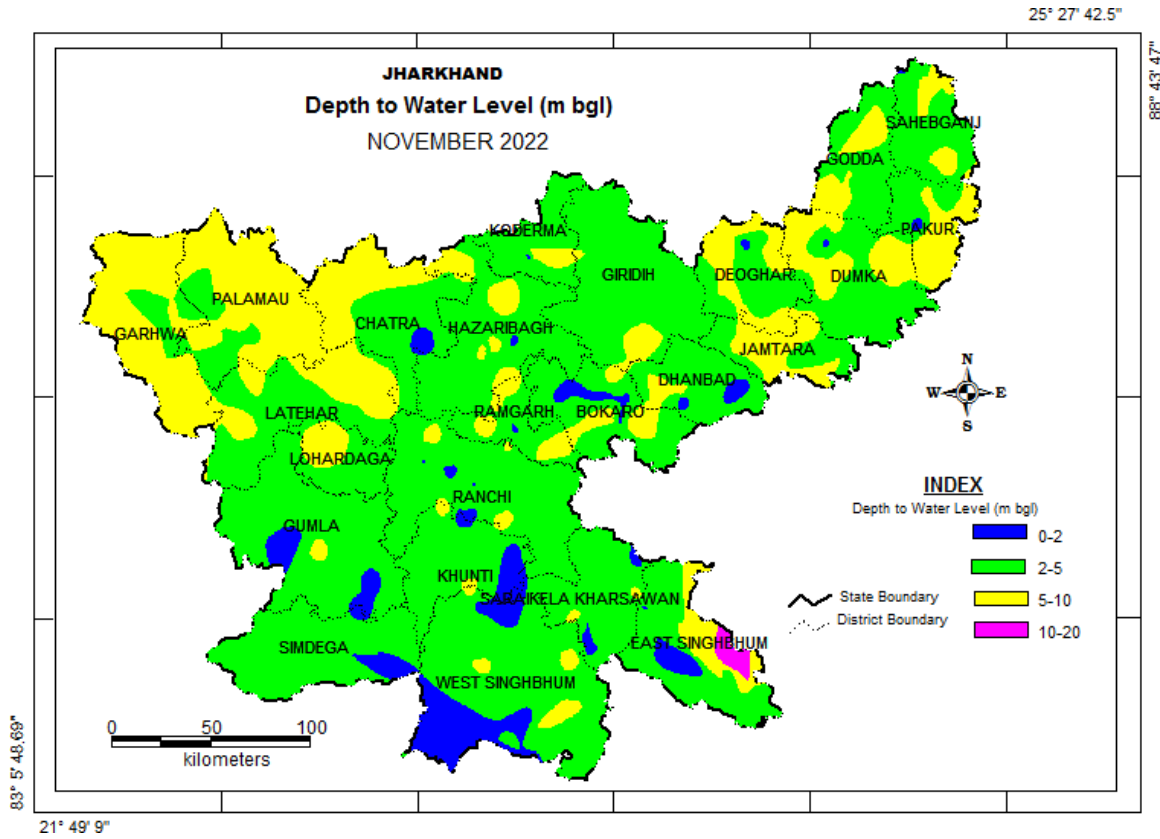 25° 27' 42.5"
88° 43' 47"
JHARKHAND
Depth to Water Level (m bgl)
NOVEMBER 2022
SAHEBGANJ
GODDA
PAKUR
KODERMA
GIRIDIH
DEOGHAR
DUMKA
PALAMAU
GARHWA
CHATRA
HAZARIBAGH
JAMTARA
DHANBAD
LATEHAR
RAMGARH
BOKARO
LOHARDAGA
RANCHI
GUMLA
KHUNTI
SARAIKELA KHARSAWAN
SIMDEGA
EAST SINGHBHUM
WEST SINGHBHUM
N
W E
S
INDEX
Depth to Water Level (m bgl)
0-2
2-5
5-10
10-20
State Boundary
District Boundary
0 50 100
kilometers
83° 5' 48.69"
21° 49' 9"